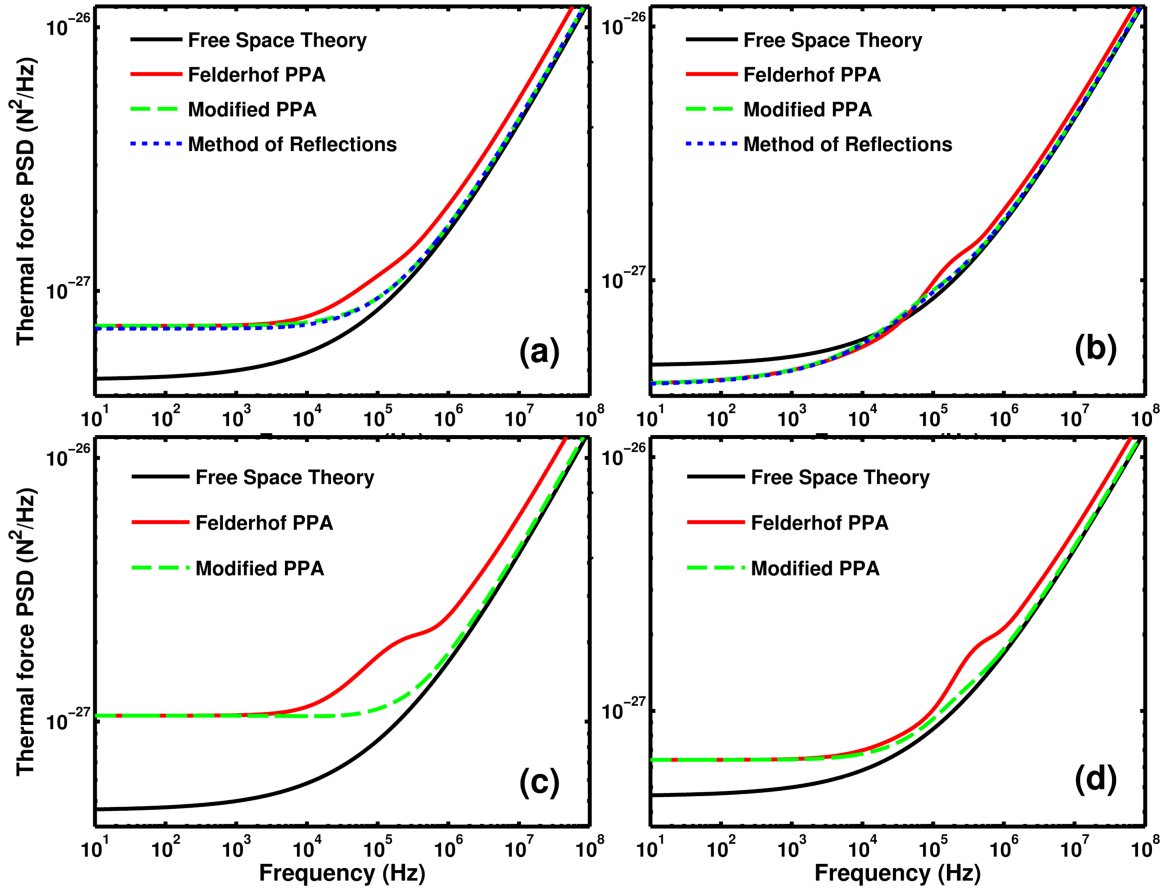 10^-26
Free Space Theory
Felderhof PPA
Modified PPA
Method of Reflections
10^-27
Thermal force PSD (N^2/Hz)
(a)
10^1 10^2 10^3 10^4 10^5 10^6 10^7 10^8
10^-26
Free Space Theory
Felderhof PPA
Modified PPA
Method of Reflections
10^-27
(b)
10^1 10^2 10^3 10^4 10^5 10^6 10^7 10^8
10^-26
Free Space Theory
Felderhof PPA
Modified PPA
10^-27
Thermal force PSD (N^2/Hz)
(c)
10^1 10^2 10^3 10^4 10^5 10^6 10^7 10^8
Frequency (Hz)
10^-26
Free Space Theory
Felderhof PPA
Modified PPA
10^-27
(d)
10^1 10^2 10^3 10^4 10^5 10^6 10^7 10^8
Frequency (Hz)